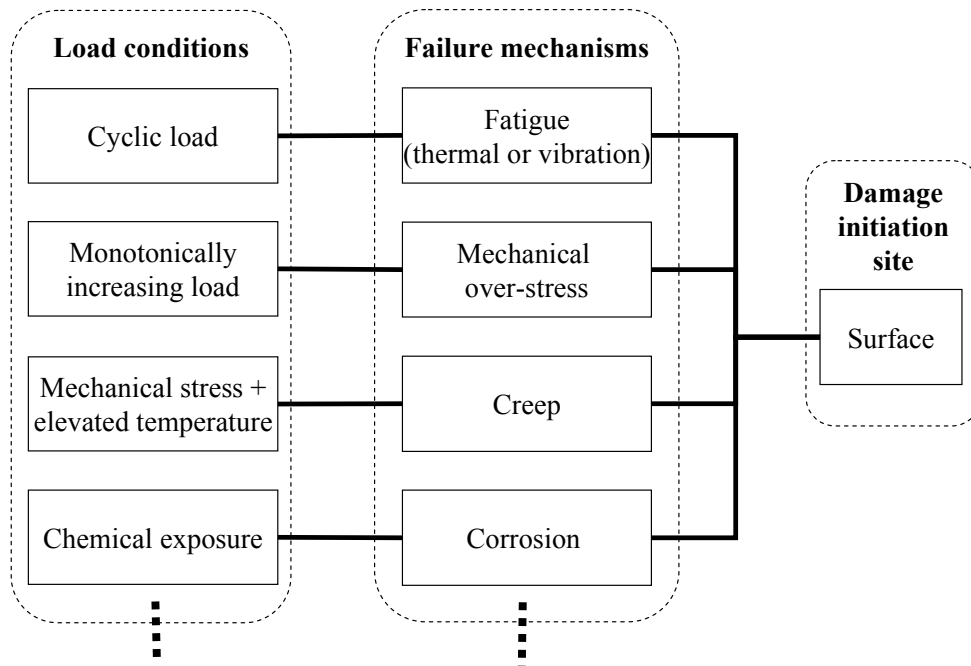 Load conditions
Cyclic load
Monotonically
increasing load
Mechanical stress +
elevated temperature
Chemical exposure
Failure mechanisms
Fatigue
(thermal or vibration)
Mechanical
over-stress
Creep
Corrosion
Damage
initiation
site
Surface